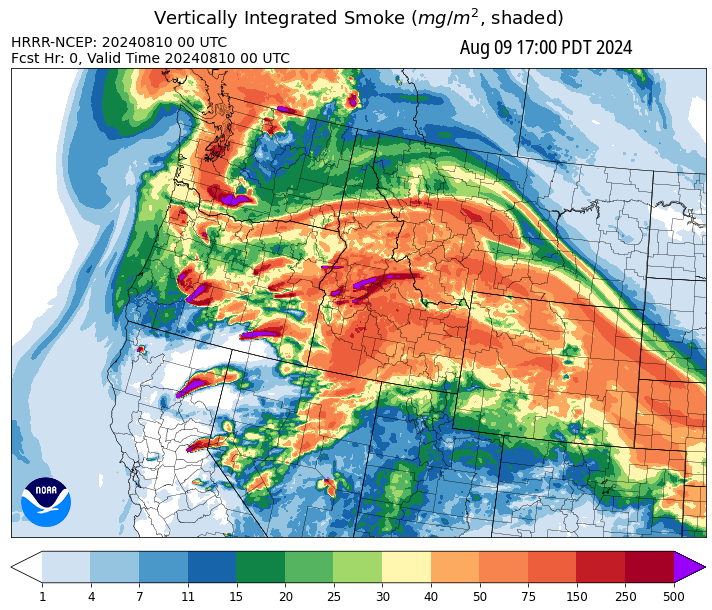 Vertically Integrated Smoke (mg/m², shaded)
HRRR-NCEP: 20240810 00 UTC
Fcst Hr: 0, Valid Time 20240810 00 UTC
Aug 09 17:00 PDT 2024
NOAA
1 4 7 11 15 20 25 30 40 50 75 150 250 500